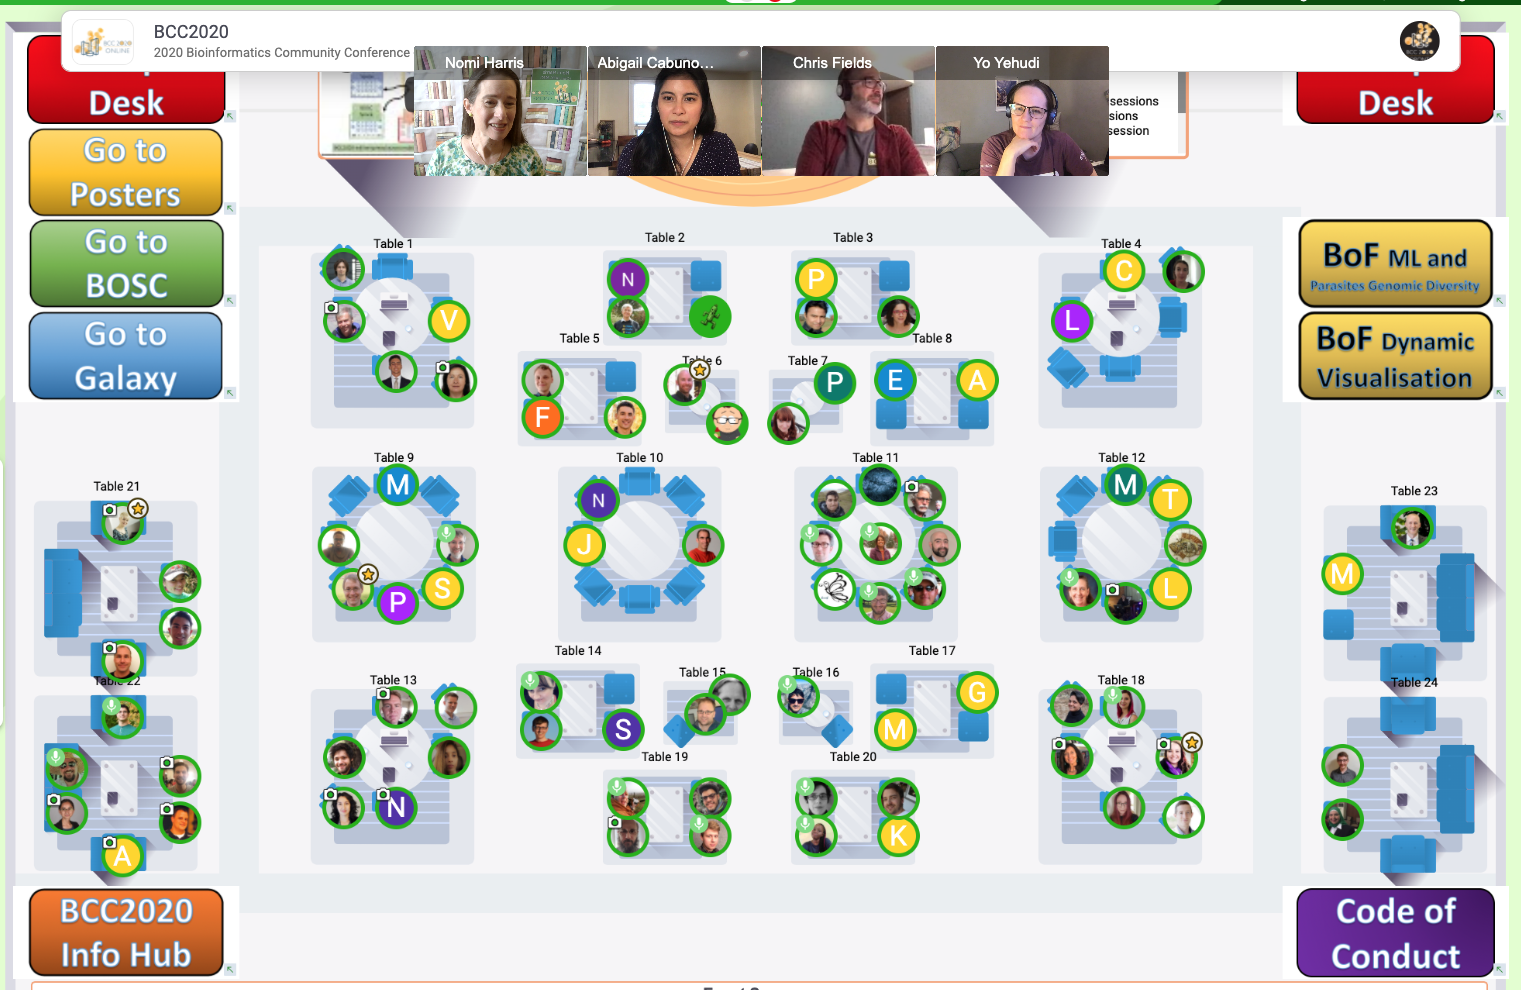 BCC2020
2020 Bioinformatics Community Conference
Nomi Harris
Abigail Cabuno...
Chris Fields
Yo Yehudi
Desk
Go to
Posters
Go to
BOSC
Go to
Galaxy
sessions
sions
session
Desk
BoF ML and
Parasites Genomic Diversity
BoF Dynamic
Visualisation
Table 1
V
Table 2
N
Table 3
P
Table 4
C
L
Table 5
F
Table 6
Table 7
P
Table 8
E
A
Table 9
M
P
S
Table 10
N
J
Table 11
Table 12
M
T
L
Table 21
Table 22
A
Table 23
M
Table 24
Table 13
N
Table 14
S
Table 15
Table 16
Table 17
G
M
Table 18
Table 19
Table 20
K
BCC2020
Info Hub
Code of
Conduct